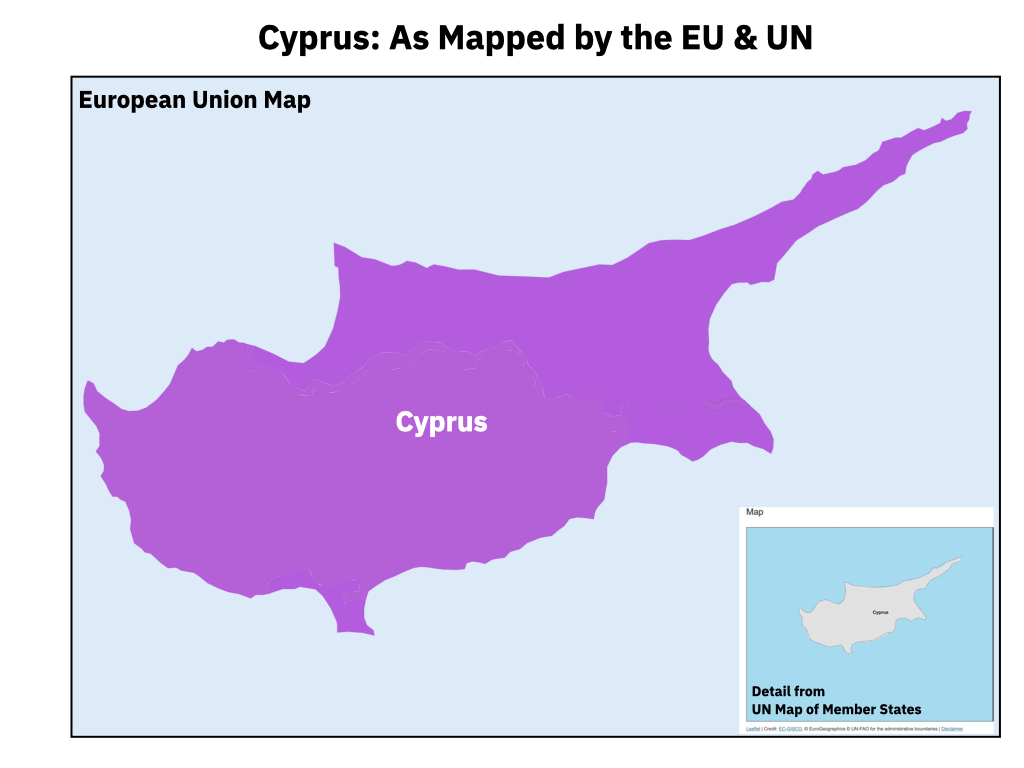 Cyprus: As Mapped by the EU & UN
European Union Map
Cyprus
Map
Cyprus
Detail from
UN Map of Member States
Leaflet | Credit: EC-GISCO, © EuroGeographics © UN-FAO for the administrative boundaries | Disclaimer